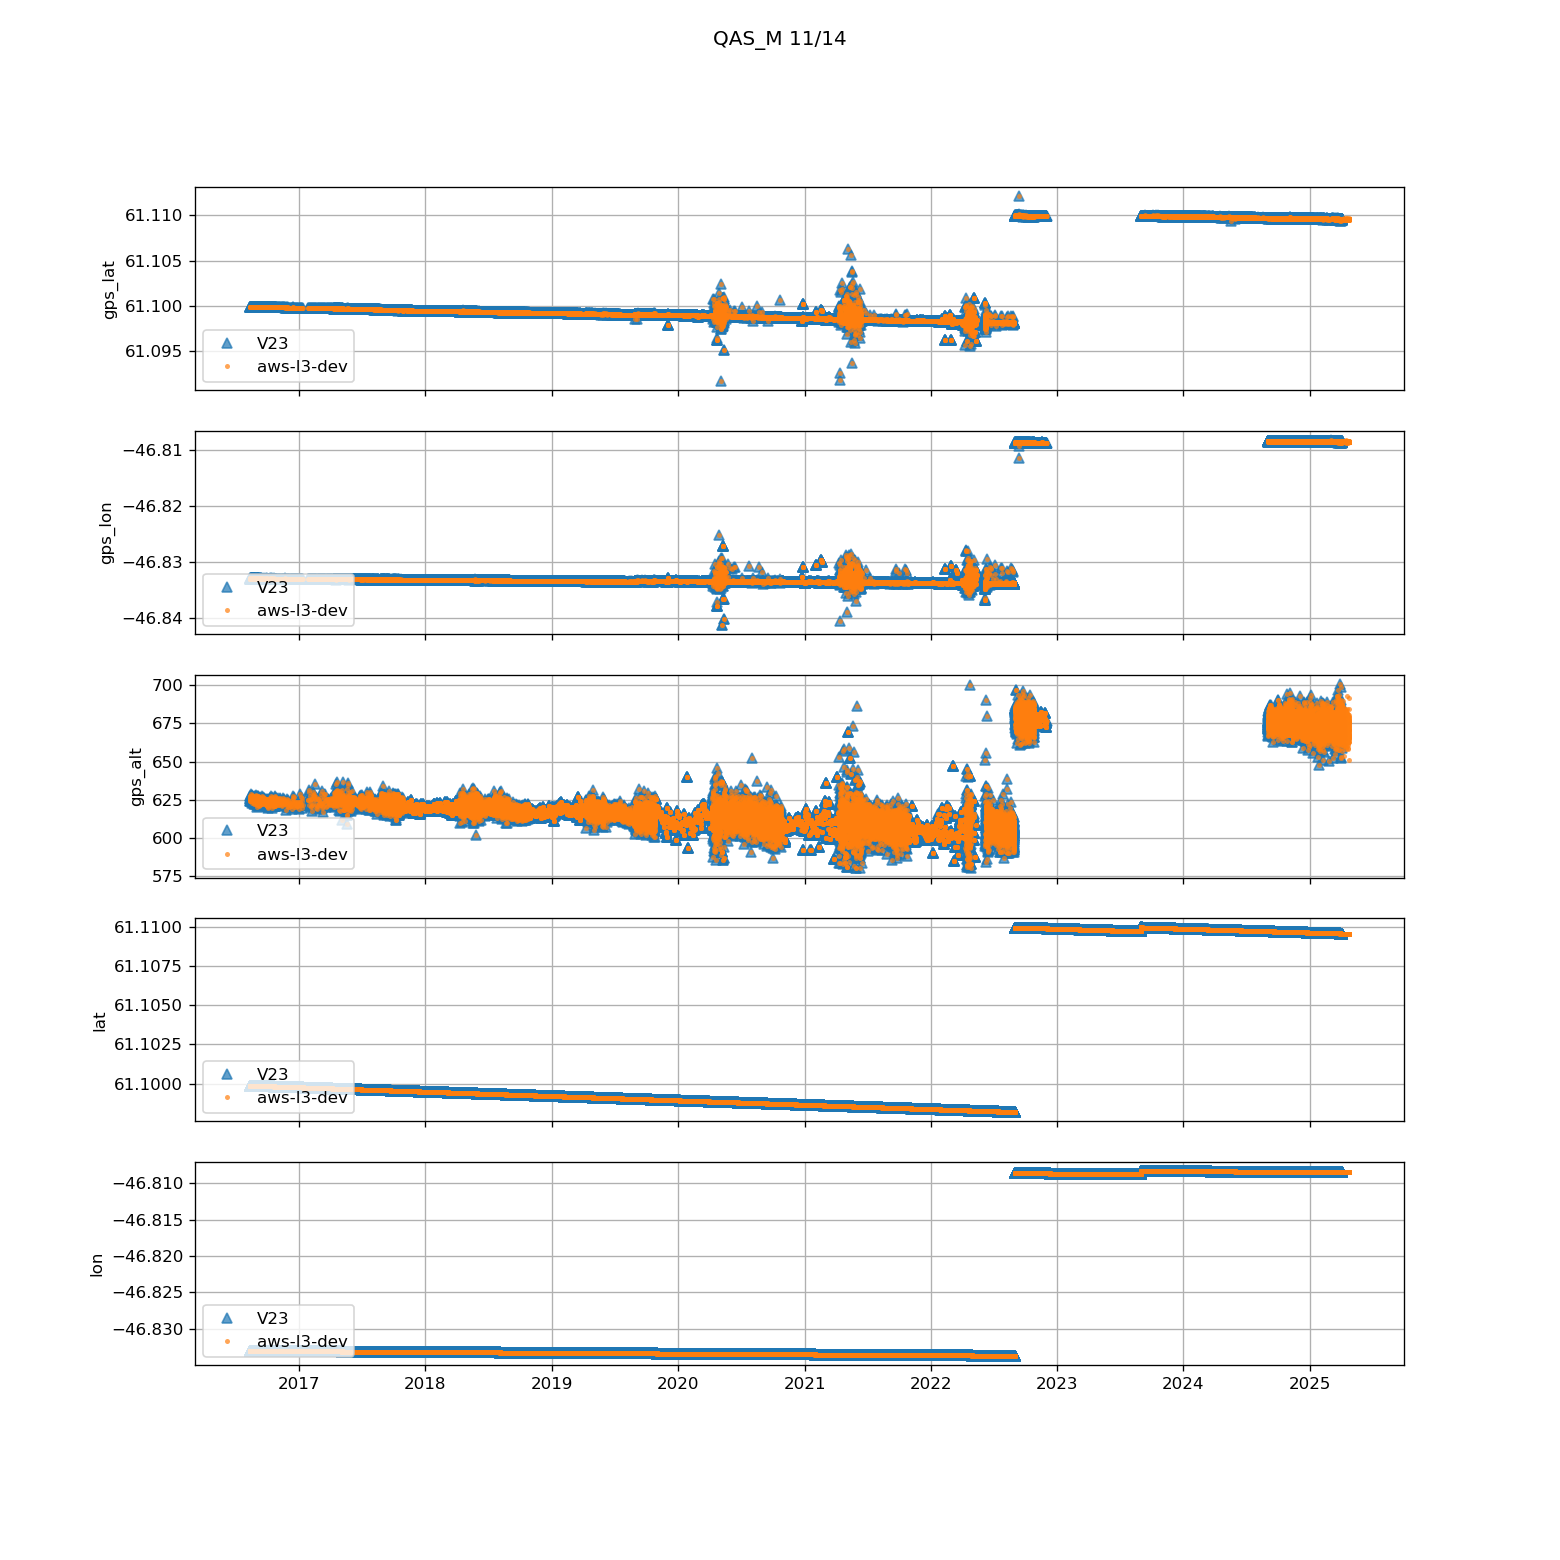 QAS_M 11/14
61.110
61.105
61.100
61.095
gps_lat
V23
aws-l3-dev
−46.81
−46.82
−46.83
−46.84
gps_lon
V23
aws-l3-dev
700
675
650
625
600
575
gps_alt
V23
aws-l3-dev
61.1100
61.1075
61.1050
61.1025
61.1000
lat
V23
aws-l3-dev
−46.810
−46.815
−46.820
−46.825
−46.830
lon
V23
aws-l3-dev
2017 2018 2019 2020 2021 2022 2023 2024 2025